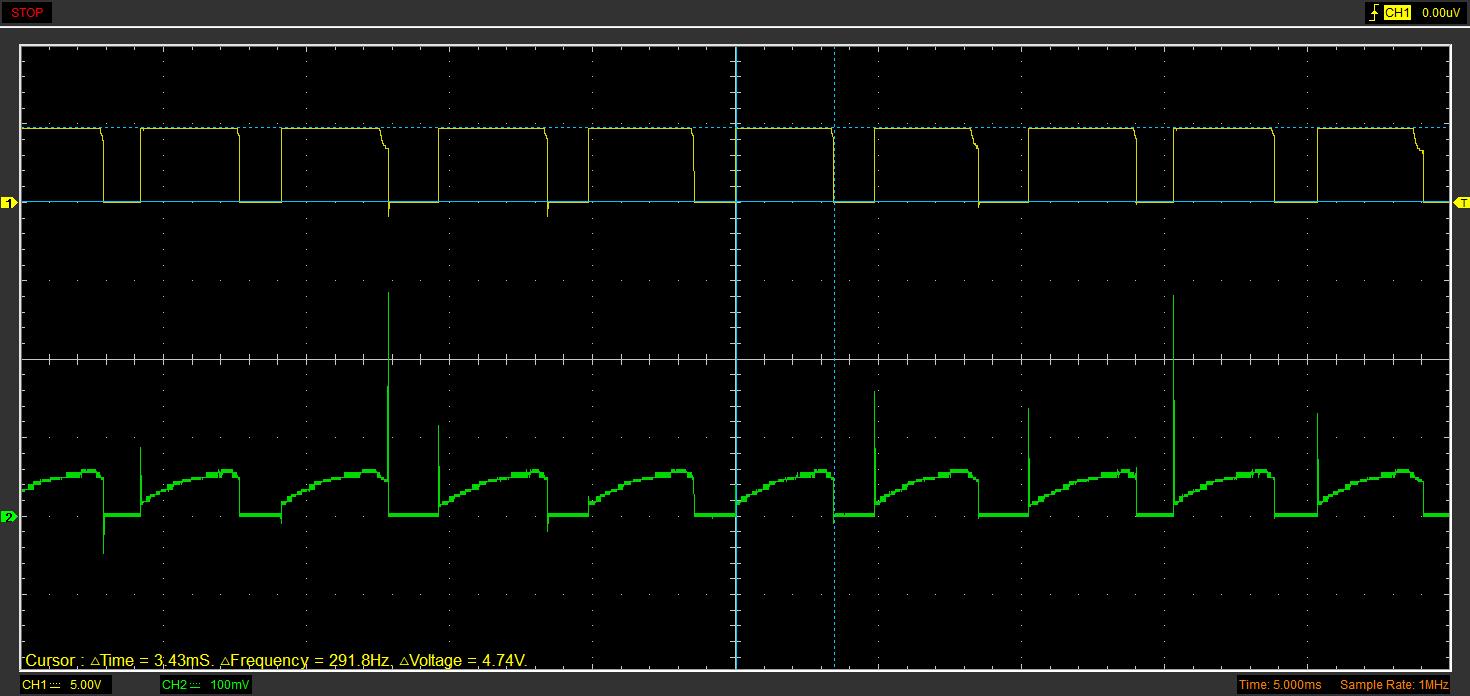 STOP
CH1 0.00uV
1
T
2
Cursor : △Time = 3.43mS. △Frequency = 291.8Hz, △Voltage = 4.74V.
CH1 5.00V CH2 100mV Time: 5.000ms Sample Rate: 1MHz